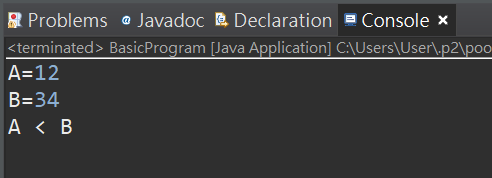 Problems @ Javadoc Declaration Console ×
<terminated> BasicProgram [Java Application] C:\Users\User\.p2\poo
A=12
B=34
A < B